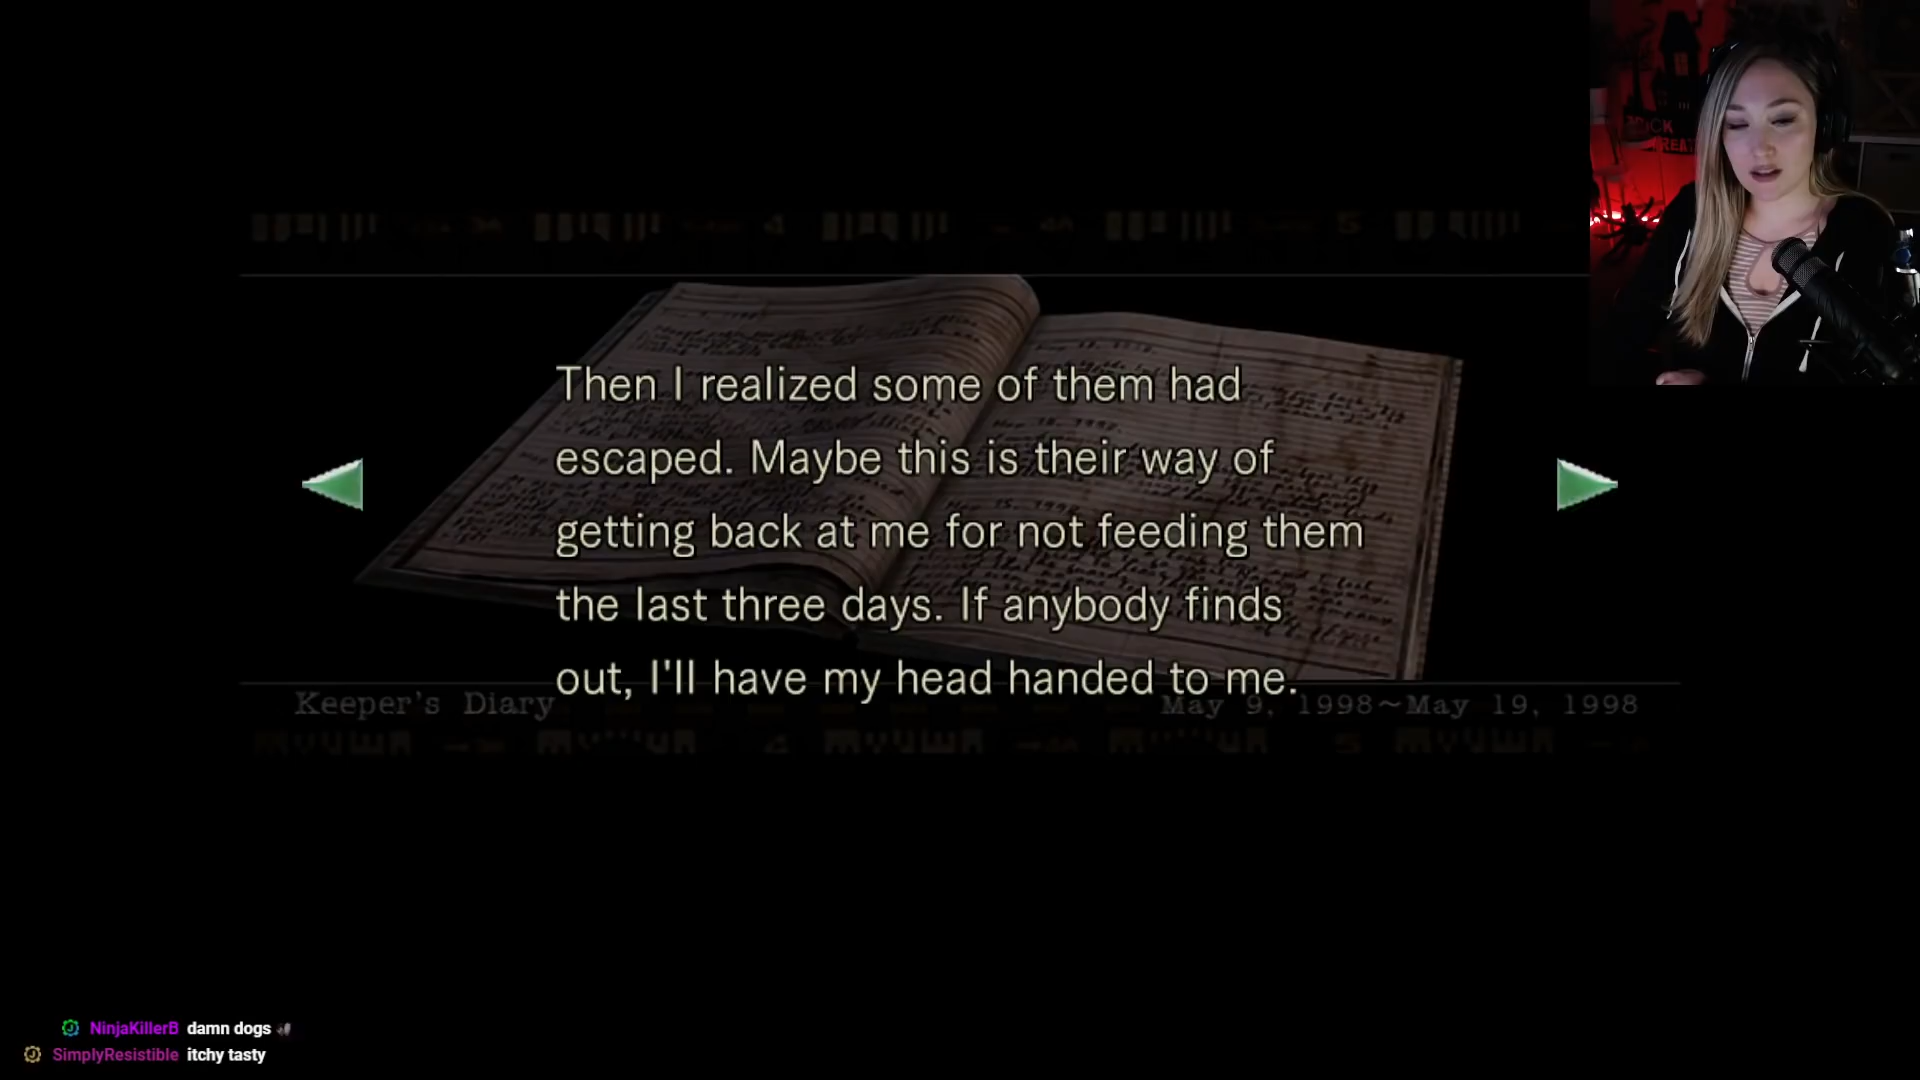 Then I realized some of them had
escaped. Maybe this is their way of
getting back at me for not feeding them
the last three days. If anybody finds
out, I'll have my head handed to me.
Keeper's Diary
May 9, 1998~May 19, 1998
NinjaKillerB damn dogs
SimplyResistible itchy tasty